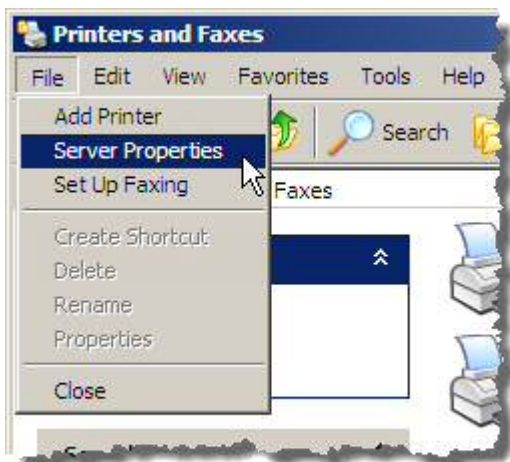 Printers and Faxes
File Edit View Favorites Tools Help
Add Printer
Server Properties
Set Up Faxing
Create Shortcut
Delete
Rename
Properties
Close
Search
Faxes